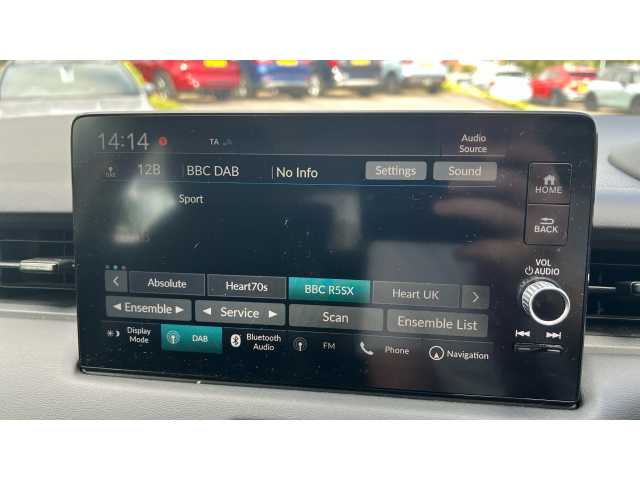 14:14 TA
Audio
Source
12B BBC DAB No Info Settings Sound
Sport
HOME
BACK
VOL
AUDIO
Absolute Heart70s BBC R5SX Heart UK
Ensemble Service Scan Ensemble List
Display
Mode
DAB
Bluetooth
Audio
FM
Phone
Navigation